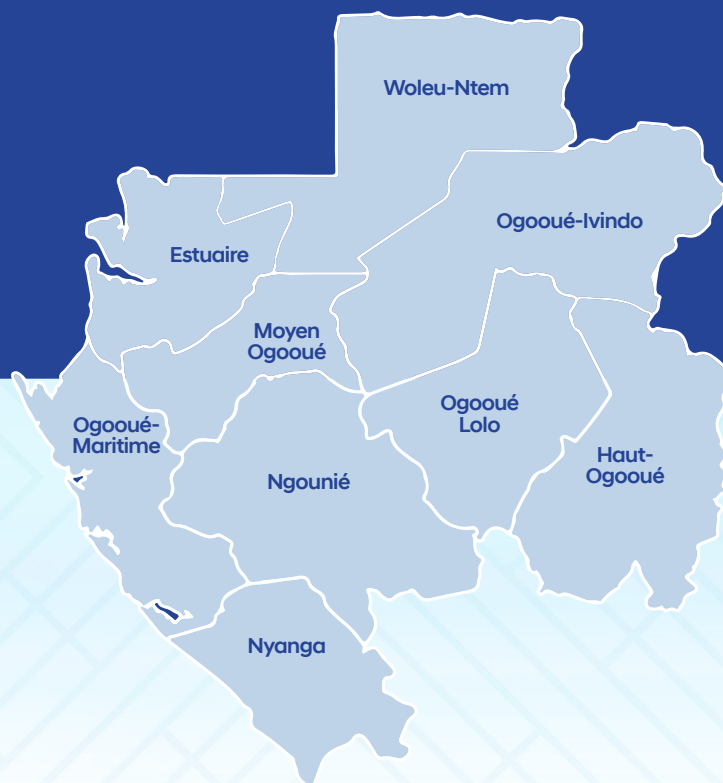 Woleu-Ntem
Ogooué-Ivindo
Estuaire
Moyen
Ogooué
Ogooué
Lolo
Ogooué-
Maritime
Haut-
Ogooué
Ngounié
Nyanga